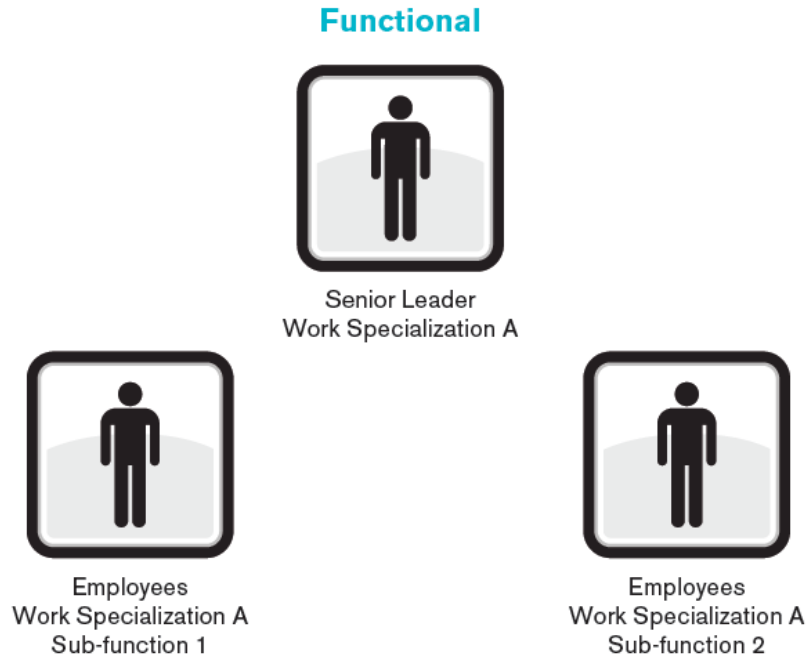 Functional
Senior Leader
Work Specialization A
Employees
Work Specialization A
Sub-function 1
Employees
Work Specialization A
Sub-function 2